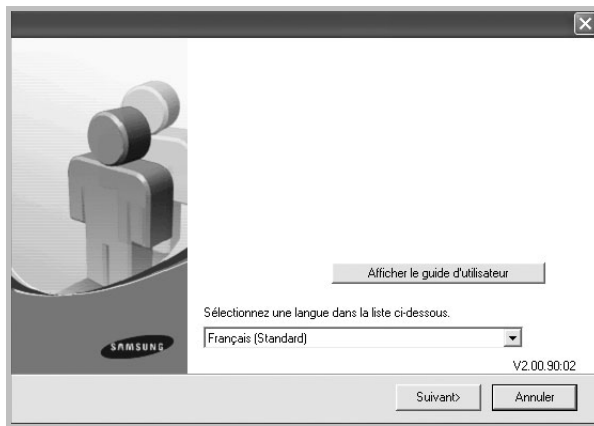 Afficher le guide d'utilisateur
Sélectionnez une langue dans la liste ci-dessous.
Français (Standard)
SAMSUNG
V2.00.90:02
Suivant>
Annuler